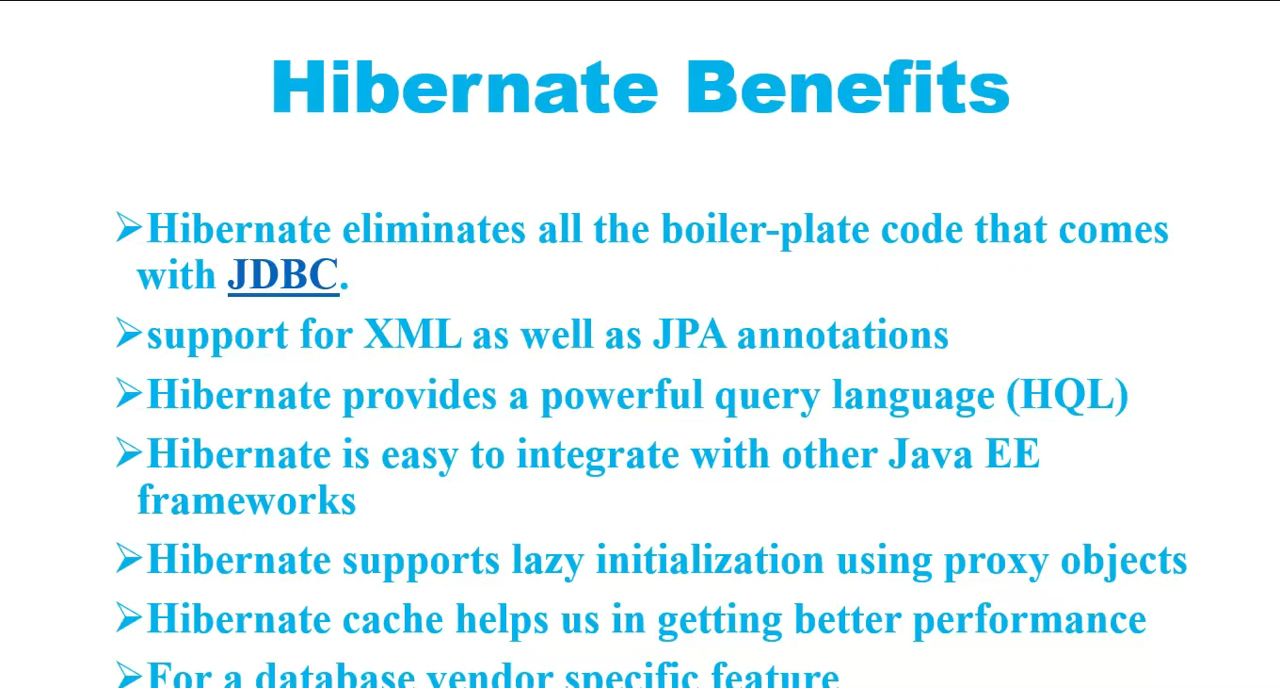 Hibernate Benefits
➢Hibernate eliminates all the boiler-plate code that comes
with JDBC.
➢support for XML as well as JPA annotations
➢Hibernate provides a powerful query language (HQL)
➢Hibernate is easy to integrate with other Java EE
frameworks
➢Hibernate supports lazy initialization using proxy objects
➢Hibernate cache helps us in getting better performance
➢For a database vendor specific feature